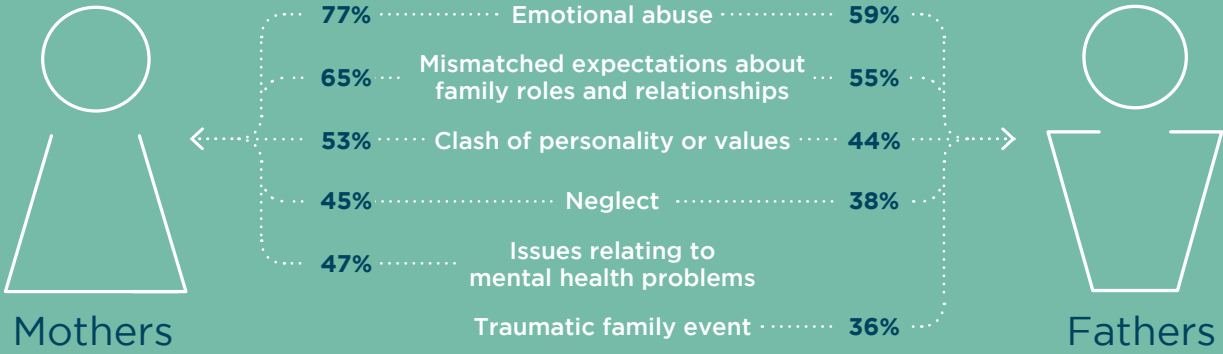 77% Emotional abuse 59%
Mismatched expectations about
65% family roles and relationships 55%
53% Clash of personality or values 44%
45% Neglect 38%
Issues relating to
47% mental health problems
Traumatic family event 36%
Mothers Fathers